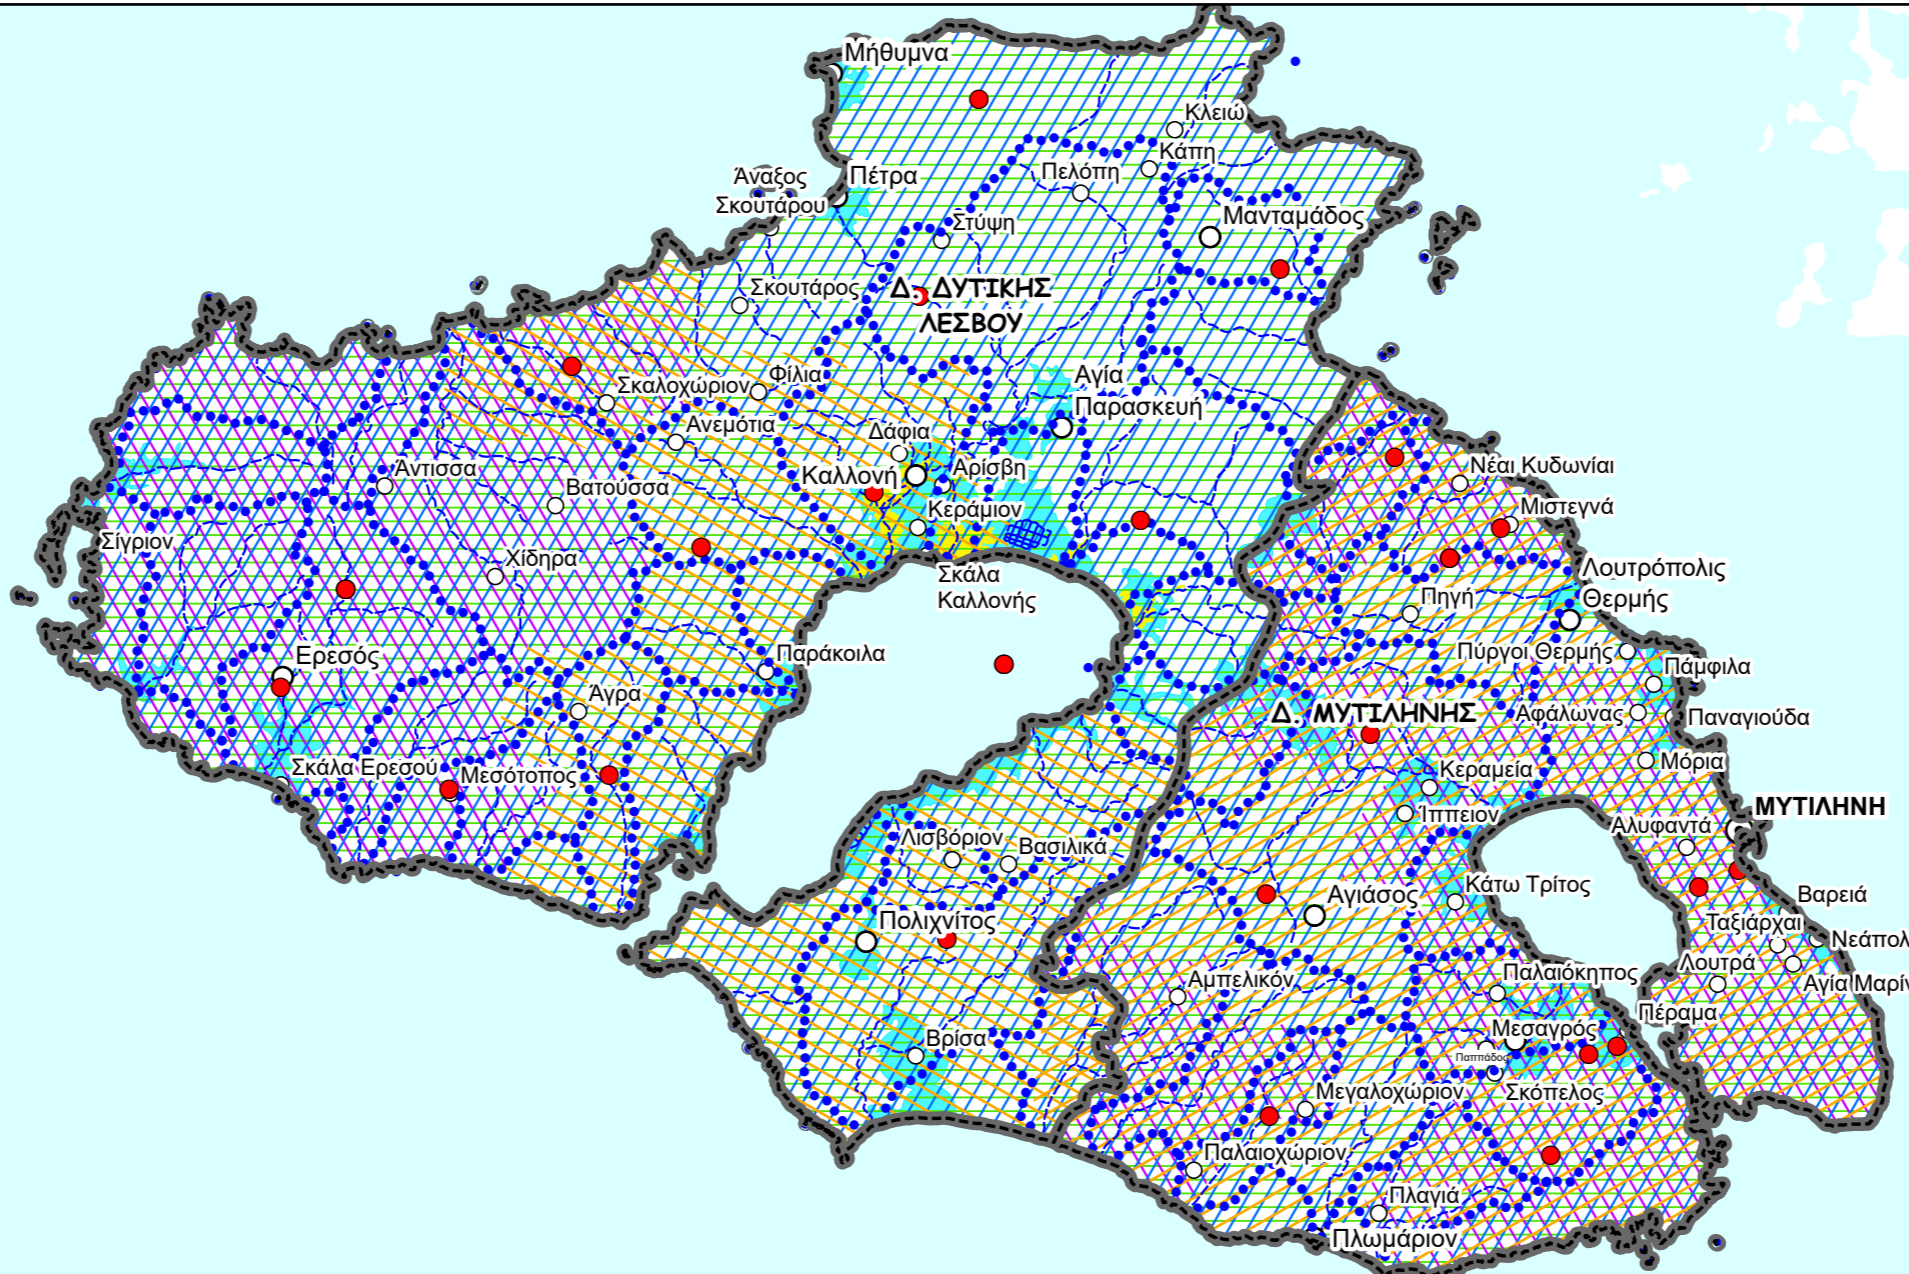 Μήθυμνα
Κλειώ
Κάπη
Πελόπη
Άναξος
Σκουτάρου
Πέτρα
Μανταμάδος
Στύψη
Σκουτάρος
Δ. ΔΥΤΙΚΗΣ
ΛΕΣΒΟΥ
Σκαλοχώριον
Φίλια
Αγία
Παρασκευή
Ανεμότια
Δάφια
Άντισσα
Βατούσσα
Καλλονή
Αρίσβη
Νέαι Κυδωνίαι
Κεράμιον
Μιστεγνά
Σίγριον
Χίδηρα
Σκάλα
Καλλονής
Λουτρόπολις
Θερμής
Πηγή
Ερεσός
Παράκοιλα
Πύργοι Θερμής
Πάμφιλα
Άγρα
Δ. ΜΥΤΙΛΗΝΗΣ
Αφάλωνας
Παναγιούδα
Σκάλα Ερεσού
Μεσότοπος
Κεραμεία
Μόρια
Ίππειον
ΜΥΤΙΛΗΝΗ
Αλυφαντά
Λισβόριον
Βασιλικά
Αγιάσος
Κάτω Τρίτος
Βαρειά
Πολιχνίτος
Ταξιάρχαι
Νεάπολ
Λουτρά
Αμπελικόν
Παλαιόκηπος
Αγία Μαρίν
Πέραμα
Βρίσα
Μεσαγρός
Παππάδος
Μεγαλοχώριον
Σκόπελος
Παλαιοχώριον
Πλαγιά
Πλωμάριον